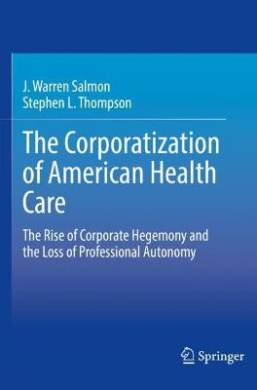 J. Warren Salmon
Stephen L. Thompson
The Corporatization
of American Health
Care
The Rise of Corporate Hegemony and
the Loss of Professional Autonomy
Springer